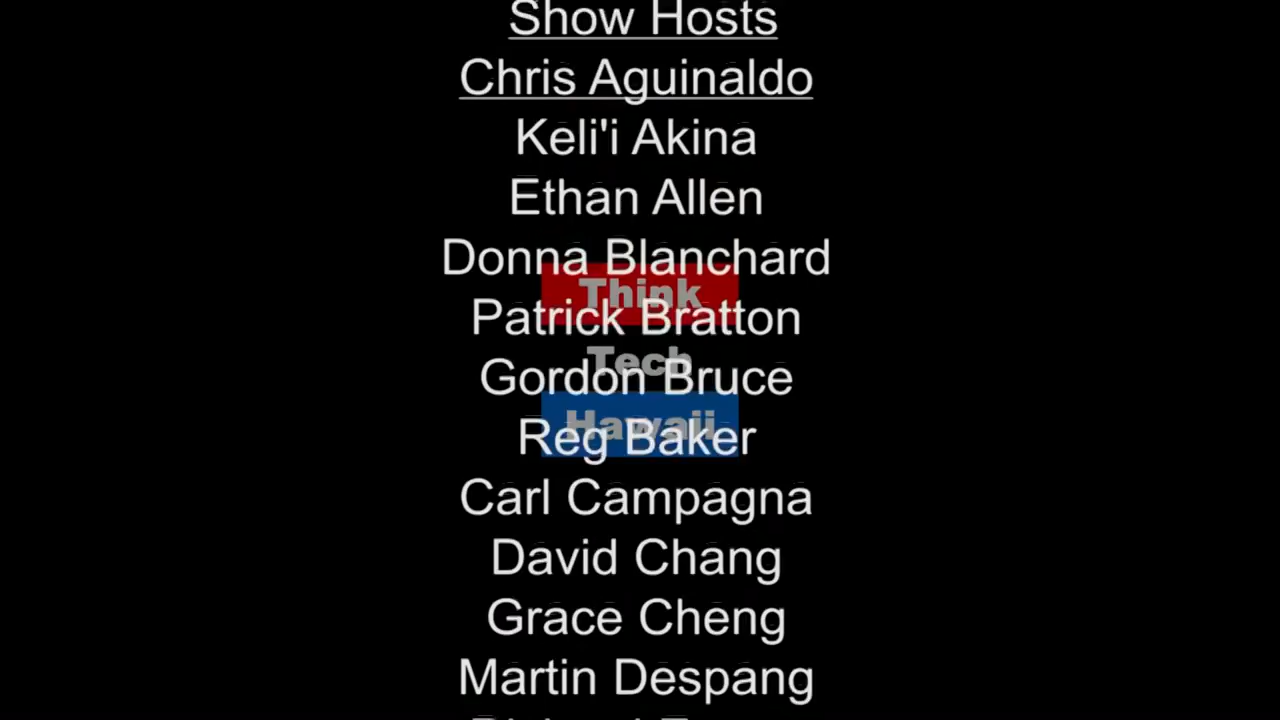 Show Hosts
Chris Aguinaldo
Keli'i Akina
Ethan Allen
Donna Blanchard
Think
Patrick Bratton
Tech
Gordon Bruce
Hawaii
Reg Baker
Carl Campagna
David Chang
Grace Cheng
Martin Despang